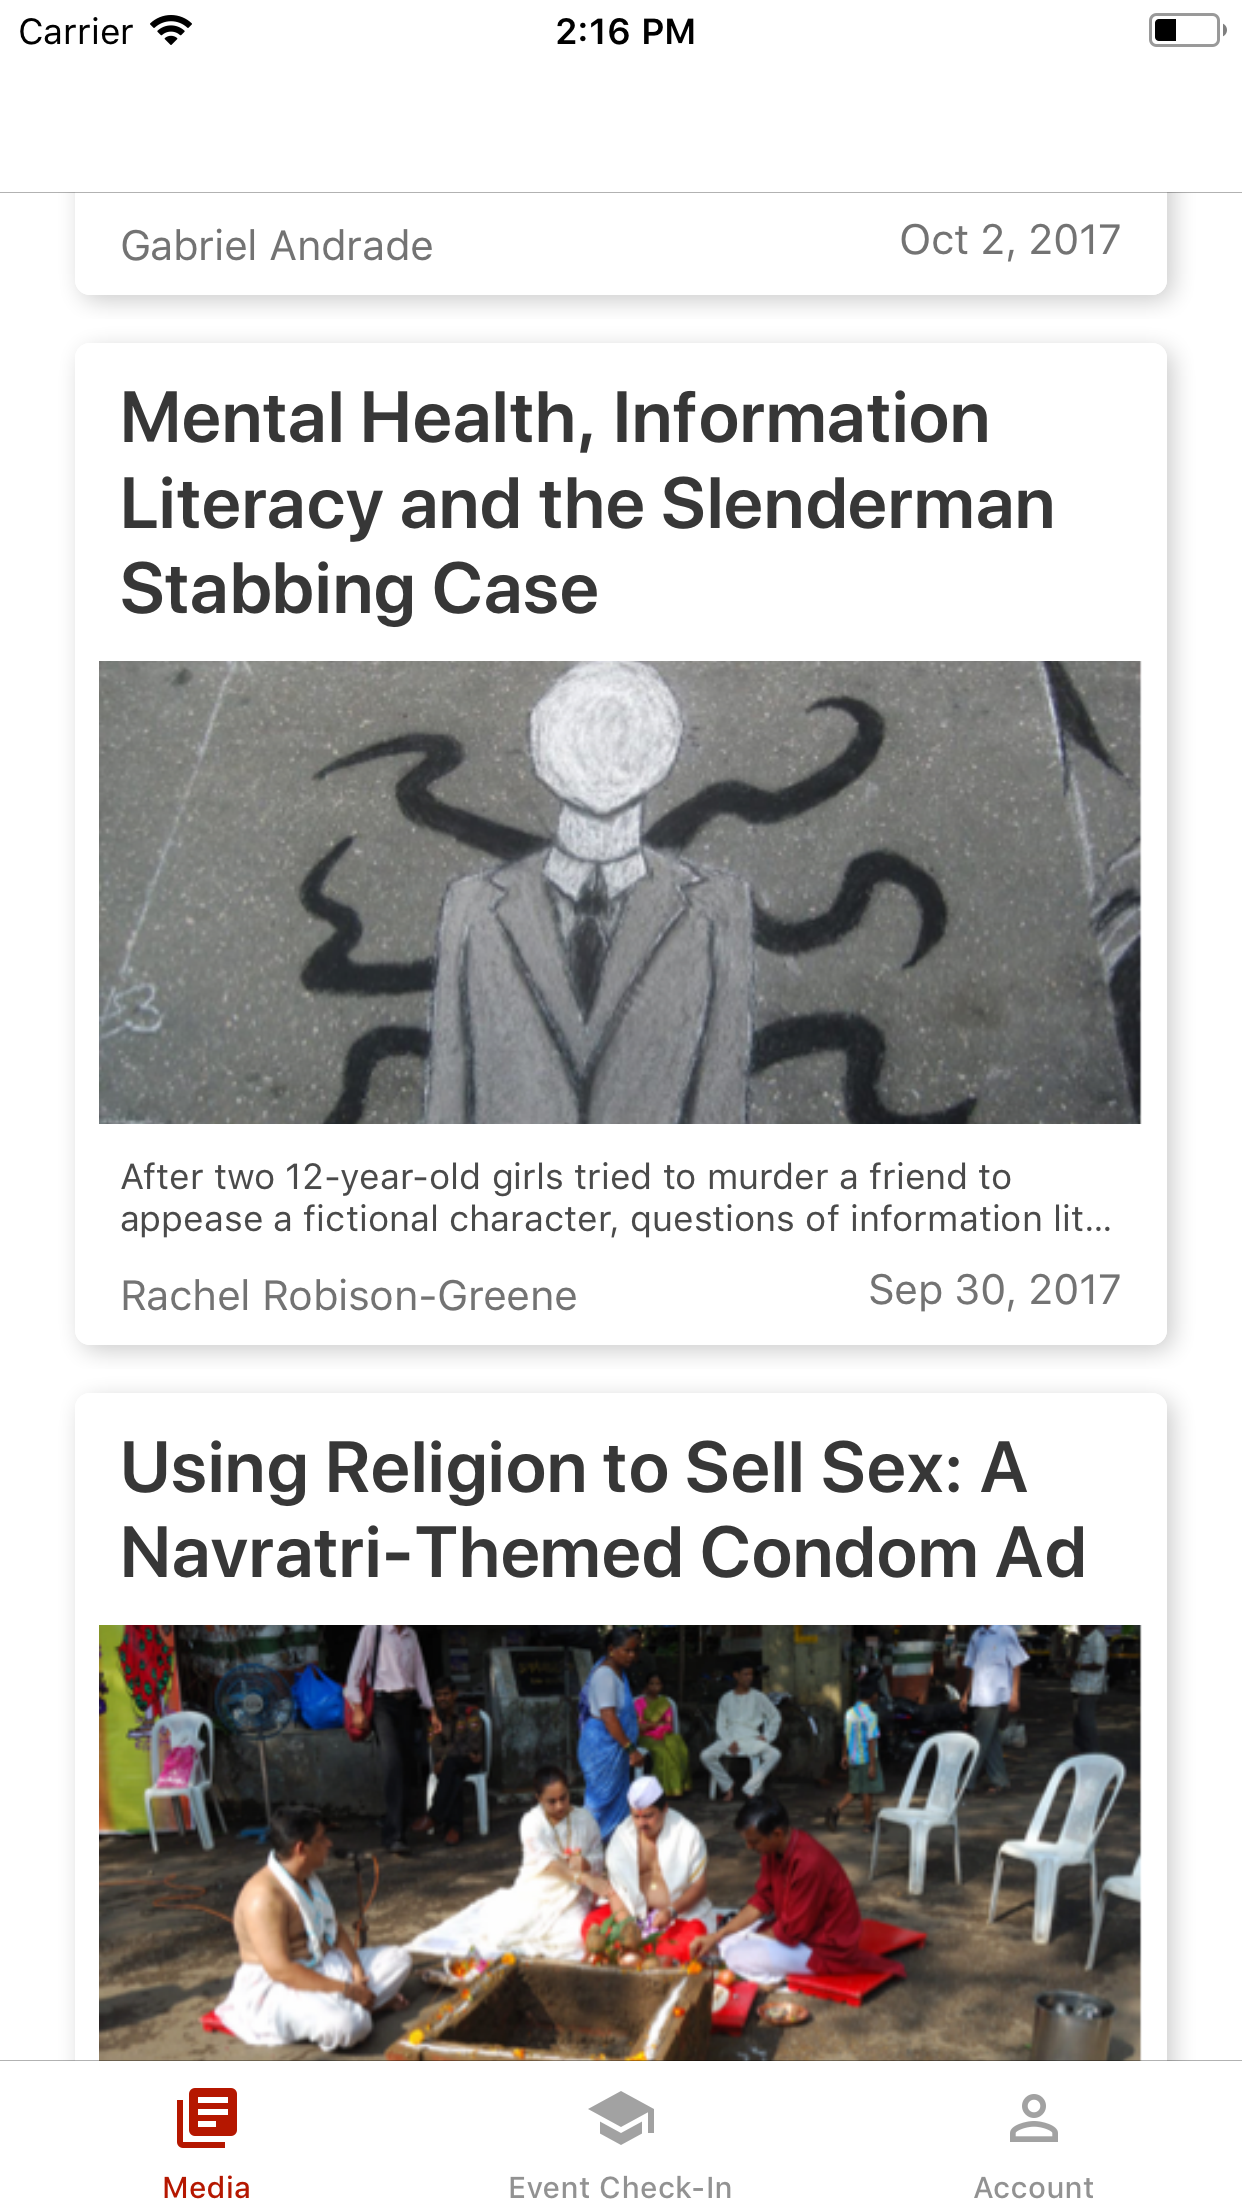 Carrier 2:16 PM
Gabriel Andrade Oct 2, 2017
Mental Health, Information
Literacy and the Slenderman
Stabbing Case
After two 12-year-old girls tried to murder a friend to
appease a fictional character, questions of information lit...
Rachel Robison-Greene Sep 30, 2017
Using Religion to Sell Sex: A
Navratri-Themed Condom Ad
Media Event Check-In Account